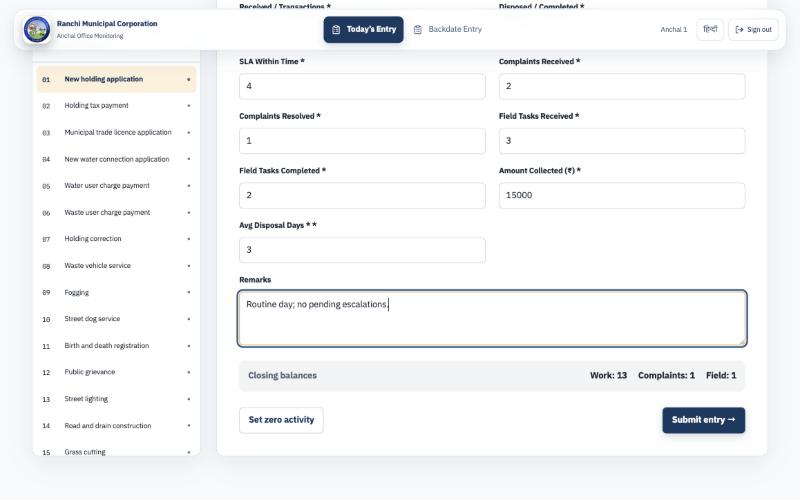 Received / Transactions *
Disposed / Completed *
Ranchi Municipal Corporation
Anchal Office Monitoring
Today's Entry
Backdate Entry
Anchal 1
हिन्दी
Sign out
01 New holding application
02 Holding tax payment
03 Municipal trade licence application
04 New water connection application
05 Water user charge payment
06 Waste user charge payment
07 Holding correction
08 Waste vehicle service
09 Fogging
10 Street dog service
11 Birth and death registration
12 Public grievance
13 Street lighting
14 Road and drain construction
15 Grass cutting
SLA Within Time *
Complaints Received *
4
2
Complaints Resolved *
Field Tasks Received *
1
3
Field Tasks Completed *
Amount Collected (₹) *
2
15000
Avg Disposal Days * *
3
Remarks
Routine day; no pending escalations.
Closing balances
Work: 13 Complaints: 1 Field: 1
Set zero activity
Submit entry →